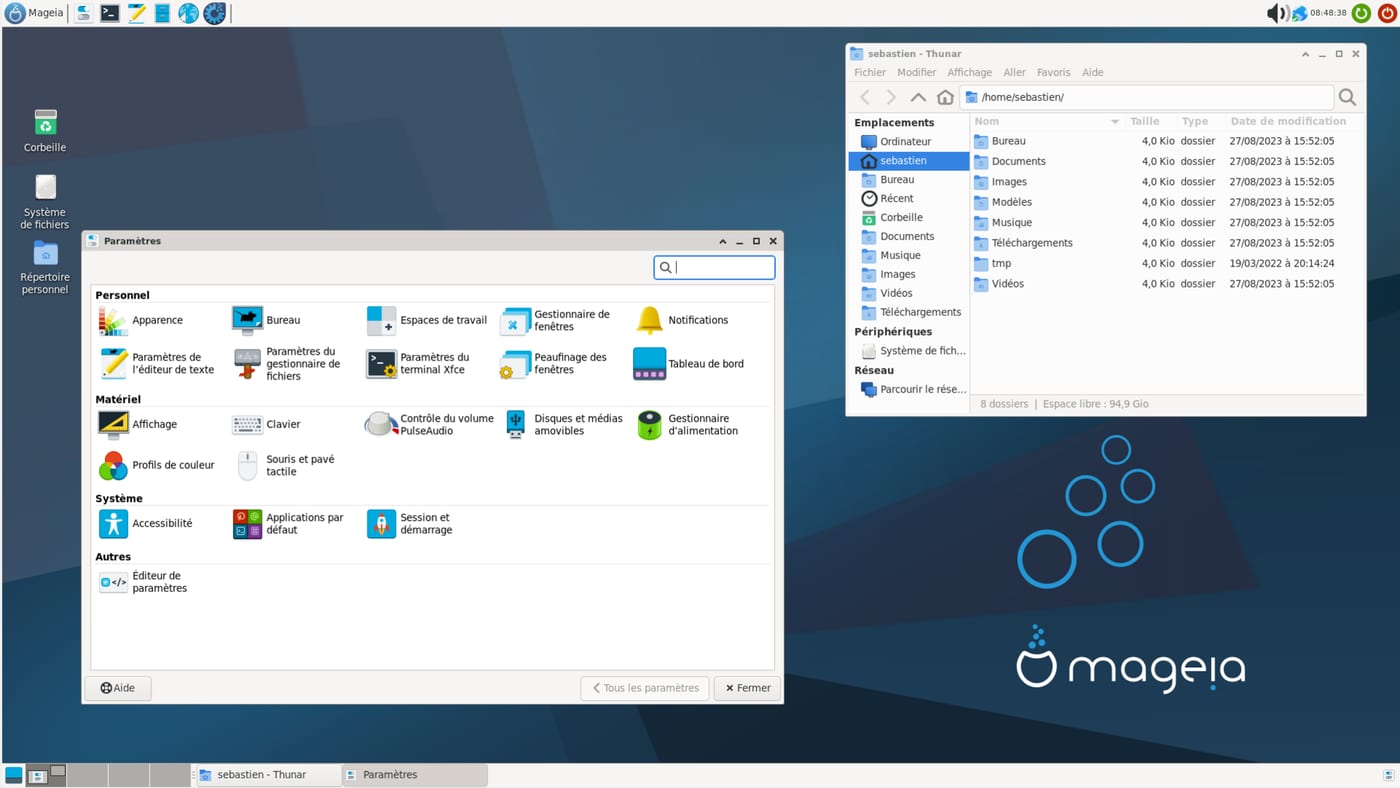 Mageia
08:48:38
Corbeille
Système
de fichiers
Répertoire
personnel
sebastien - Thunar
Fichier Modifier Affichage Aller Favoris Aide
/home/sebastien/
Emplacements
Ordinateur
sebastien
Bureau
Récent
Corbeille
Documents
Musique
Images
Vidéos
Téléchargements
Périphériques
Système de fich...
Réseau
Parcourir le rése...
Nom Taille Type Date de modification
Bureau 4,0 Kio dossier 27/08/2023 à 15:52:05
Documents 4,0 Kio dossier 27/08/2023 à 15:52:05
Images 4,0 Kio dossier 27/08/2023 à 15:52:05
Modèles 4,0 Kio dossier 27/08/2023 à 15:52:05
Musique 4,0 Kio dossier 27/08/2023 à 15:52:05
Téléchargements 4,0 Kio dossier 27/08/2023 à 15:52:05
tmp 4,0 Kio dossier 19/03/2022 à 20:14:24
Vidéos 4,0 Kio dossier 27/08/2023 à 15:52:05
8 dossiers | Espace libre : 94,9 Gio
Paramètres
Personnel
Apparence
Bureau
Espaces de travail
Gestionnaire de
fenêtres
Notifications
Paramètres de
l’éditeur de texte
Paramètres du
gestionnaire de
fichiers
Paramètres du
terminal Xfce
Peaufinage des
fenêtres
Tableau de bord
Matériel
Affichage
Clavier
Contrôle du volume
PulseAudio
Disques et médias
amovibles
Gestionnaire
d’alimentation
Profils de couleur
Souris et pavé
tactile
Système
Accessibilité
Applications par
défaut
Session et
démarrage
Autres
Éditeur de
paramètres
Aide
Tous les paramètres
Fermer
mageia
sebastien - Thunar
Paramètres